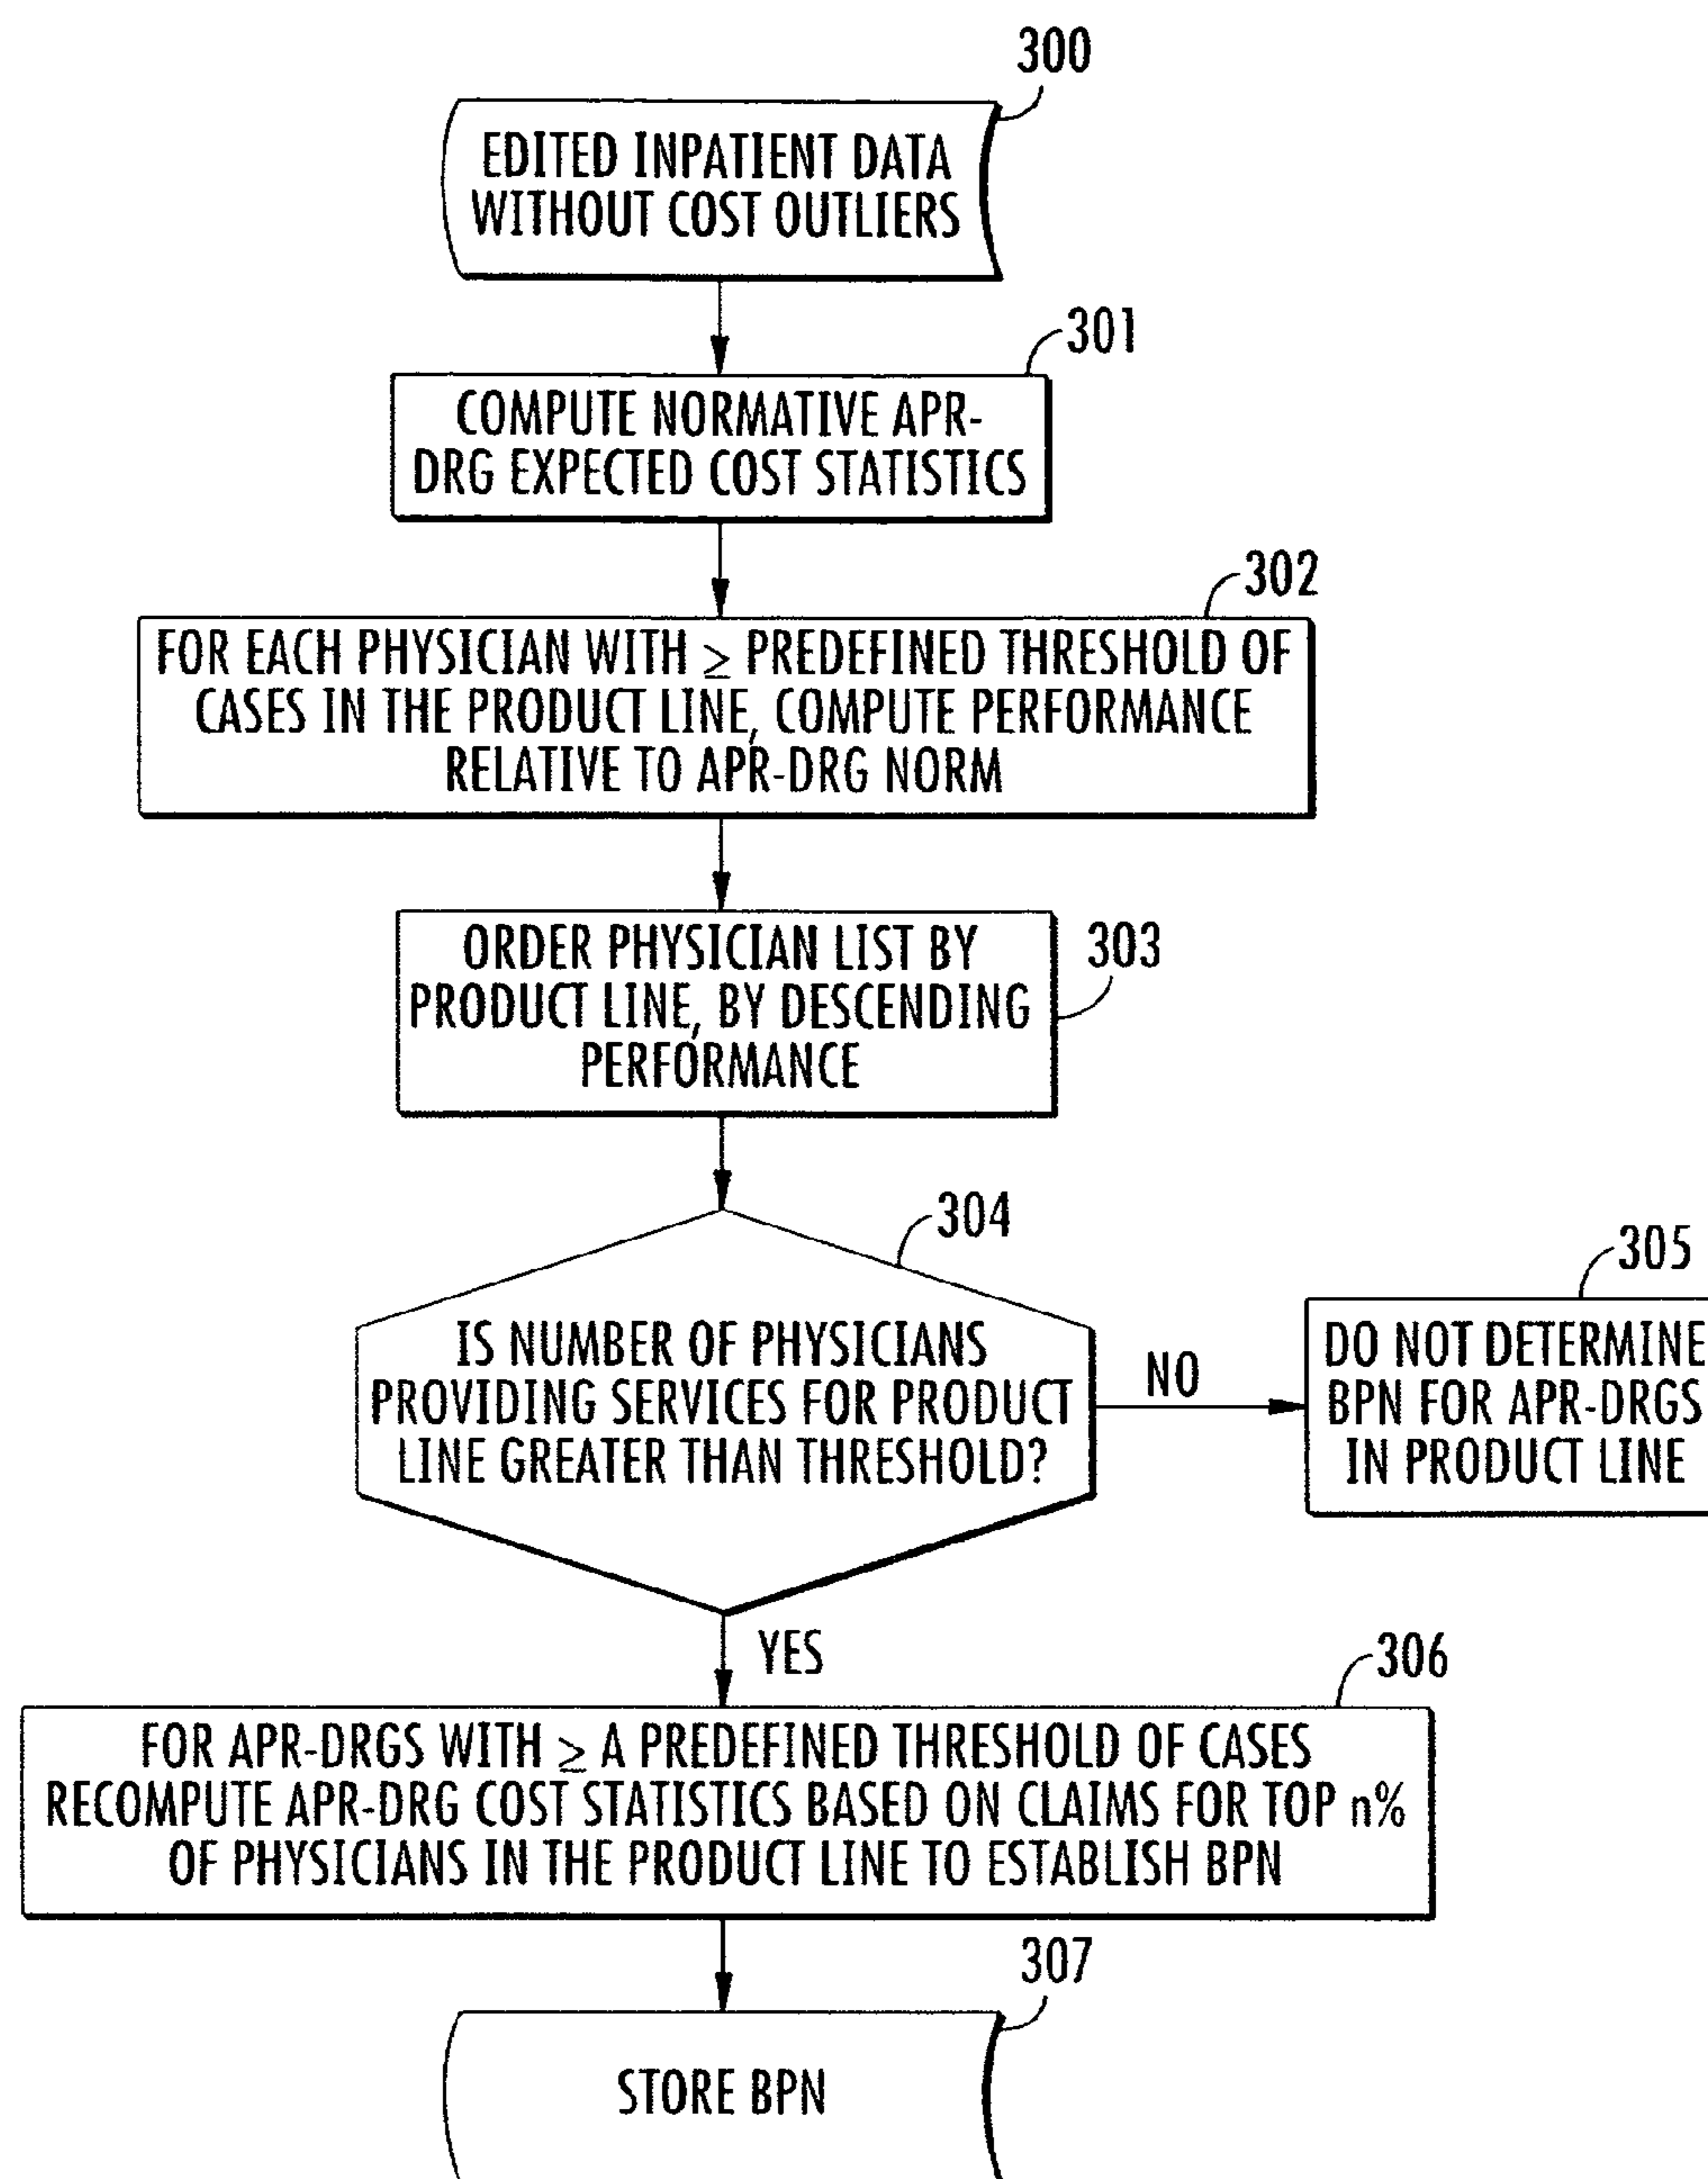 300
EDITED INPATIENT DATA
WITHOUT COST OUTLIERS
301
COMPUTE NORMATIVE APR-
DRG EXPECTED COST STATISTICS
302
FOR EACH PHYSICIAN WITH ≥ PREDEFINED THRESHOLD OF
CASES IN THE PRODUCT LINE, COMPUTE PERFORMANCE
RELATIVE TO APR-DRG NORM
303
ORDER PHYSICIAN LIST BY
PRODUCT LINE, BY DESCENDING
PERFORMANCE
304
IS NUMBER OF PHYSICIANS
PROVIDING SERVICES FOR PRODUCT
LINE GREATER THAN THRESHOLD?
NO
305
DO NOT DETERMINE
BPN FOR APR-DRGS
IN PRODUCT LINE
YES
306
FOR APR-DRGS WITH ≥ A PREDEFINED THRESHOLD OF CASES
RECOMPUTE APR-DRG COST STATISTICS BASED ON CLAIMS FOR TOP n%
OF PHYSICIANS IN THE PRODUCT LINE TO ESTABLISH BPN
307
STORE BPN